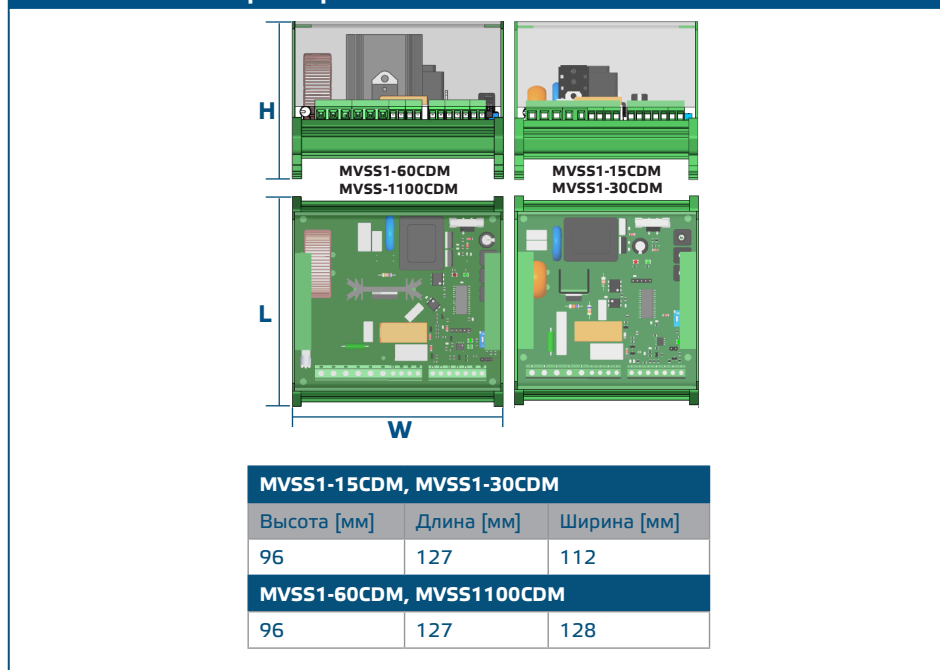 H
MVSS1-60CDM
MVSS-1100CDM
MVSS1-15CDM
MVSS1-30CDM
L
W
MVSS1-15CDM, MVSS1-30CDM
Высота [мм] Длина [мм] Ширина [мм]
96 127 112
MVSS1-60CDM, MVSS1100CDM
96 127 128